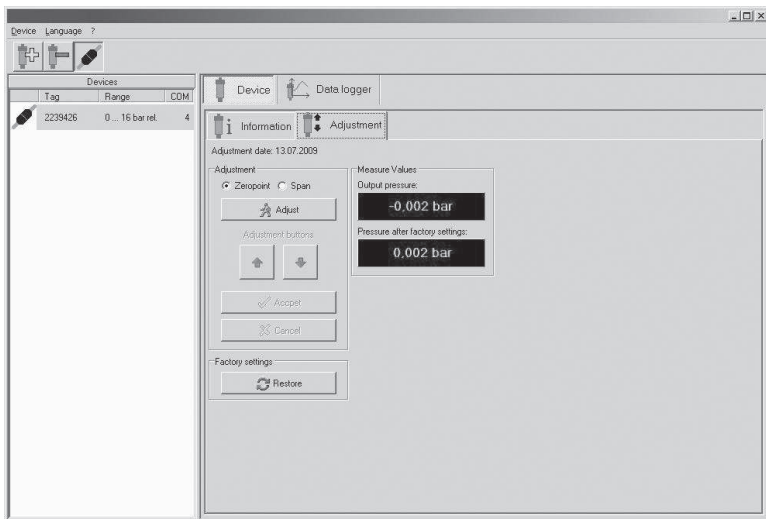 Device Language ?
Devices
Tag Range COM
2239426 0 ... 16 bar rel. 4
Device Data logger
i Information Adjustment
Adjustment date: 13.07.2009
Adjustment
Zeropoint Span
Adjust
Adjustment buttons
Accpet
Cancel
Factory settings
Restore
Measure Values
Output pressure:
-0,002 bar
Pressure after factory settings:
0,002 bar